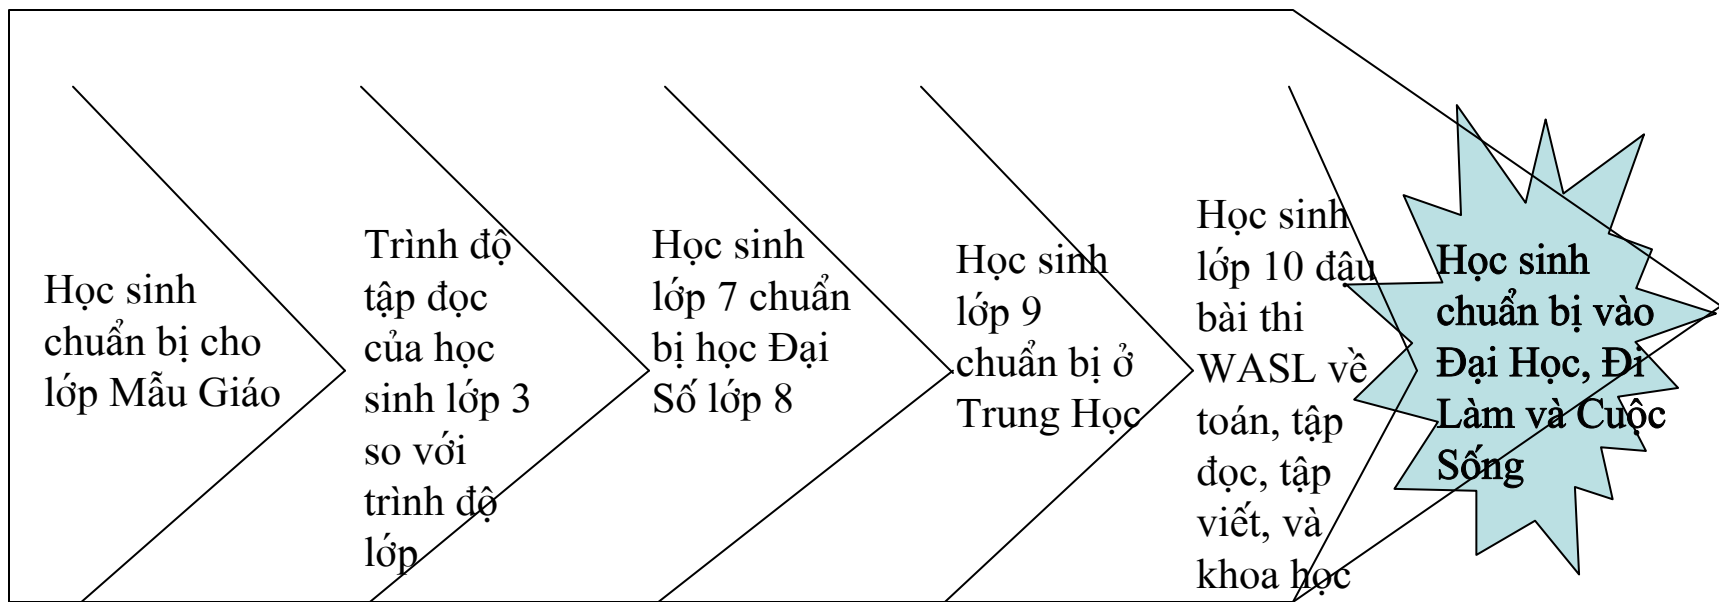 Học sinh
chuẩn bị cho
lớp Mẫu Giáo
Trình độ
tập đọc
của học
sinh lớp 3
so với
trình độ
lớp
Học sinh
lớp 7 chuẩn
bị học Đại
Số lớp 8
Học sinh
lớp 9
chuẩn bị ở
Trung Học
Học sinh
lớp 10 đậu
bài thi
WASL về
toán, tập
đọc, tập
viết, và
khoa học
Học sinh
chuẩn bị vào
Đại Học, Đi
Làm và Cuộc
Sống